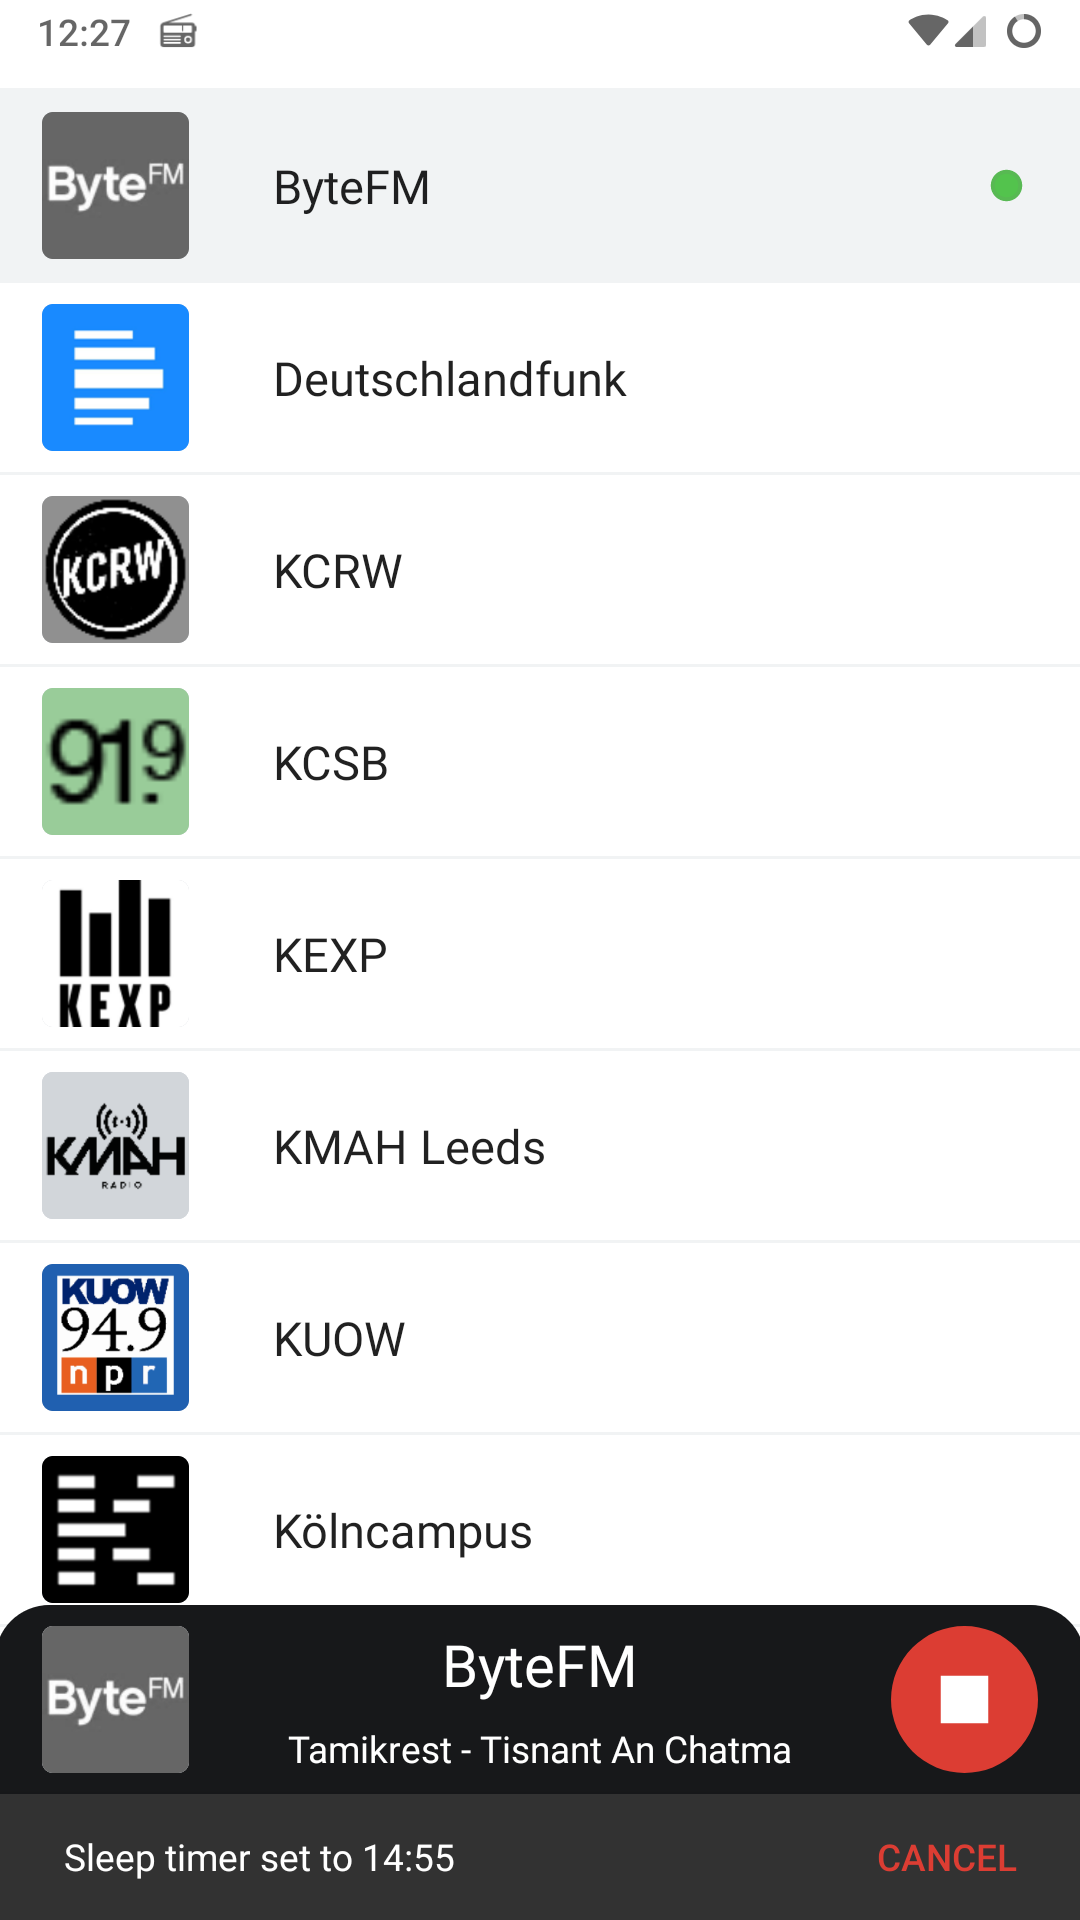 12:27
ByteFM
ByteFM
Deutschlandfunk
KCRW
KCRW
91.9
KCSB
KEXP
KEXP
KMAH
RADIO
KMAH Leeds
KUOW
94.9
npr
KUOW
Kölncampus
ByteFM
ByteFM
Tamikrest - Tisnant An Chatma
Sleep timer set to 14:55
CANCEL